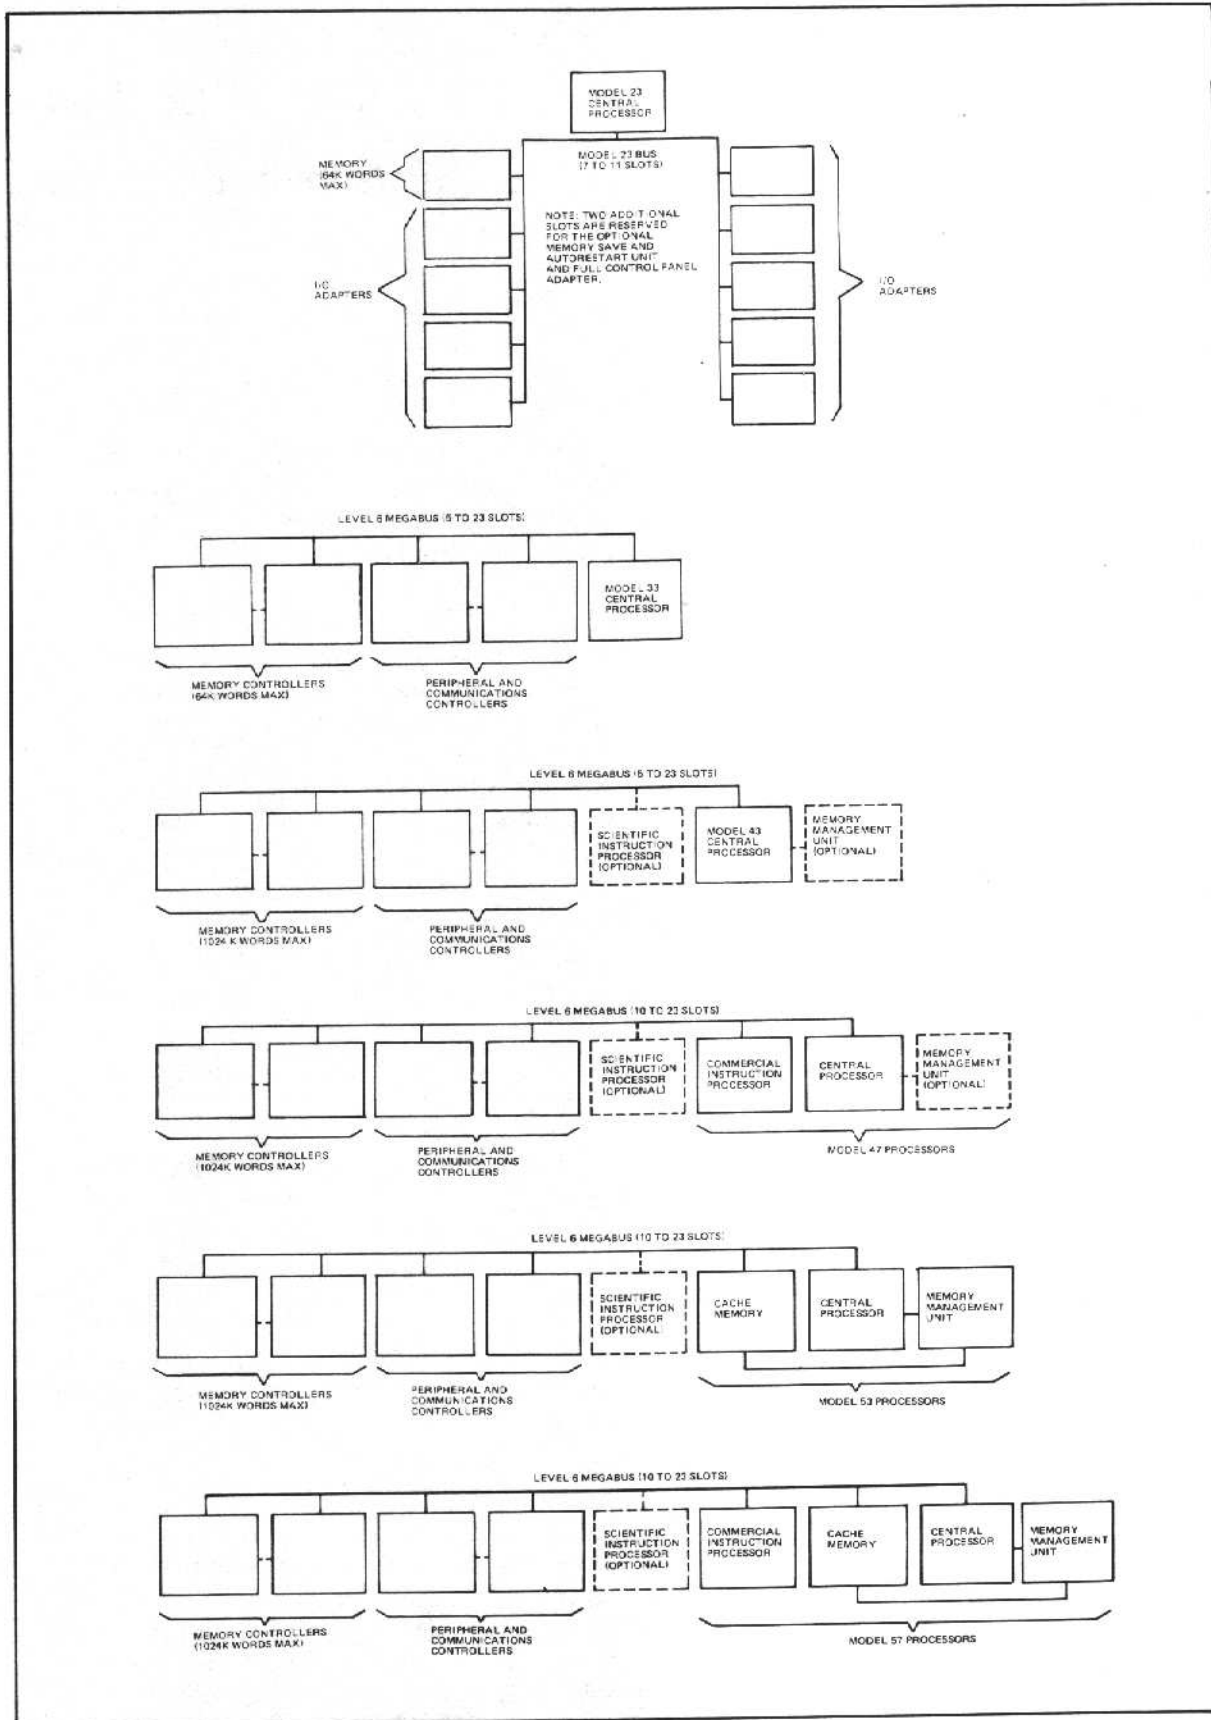 MODEL 23
CENTRAL
PROCESSOR
MODEL 23 BUS
(7 TO 11 SLOTS)
MEMORY
(64K WORDS
MAX)
NOTE: TWO ADDITIONAL
SLOTS ARE RESERVED
FOR THE OPTIONAL
MEMORY SAVE AND
AUTORESTART UNIT
AND FULL CONTROL PANEL
ADAPTER.
I/O
ADAPTERS
I/O
ADAPTERS
LEVEL 6 MEGABUS (5 TO 23 SLOTS)
MODEL 33
CENTRAL
PROCESSOR
MEMORY CONTROLLERS
(64K WORDS MAX)
PERIPHERAL AND
COMMUNICATIONS
CONTROLLERS
LEVEL 6 MEGABUS (5 TO 23 SLOTS)
SCIENTIFIC
INSTRUCTION
PROCESSOR
(OPTIONAL)
MODEL 43
CENTRAL
PROCESSOR
MEMORY
MANAGEMENT
UNIT
(OPTIONAL)
MEMORY CONTROLLERS
(1024 K WORDS MAX)
PERIPHERAL AND
COMMUNICATIONS
CONTROLLERS
LEVEL 6 MEGABUS (10 TO 23 SLOTS)
SCIENTIFIC
INSTRUCTION
PROCESSOR
(OPTIONAL)
COMMERCIAL
INSTRUCTION
PROCESSOR
CENTRAL
PROCESSOR
MEMORY
MANAGEMENT
UNIT
(OPTIONAL)
MEMORY CONTROLLERS
(1024K WORDS MAX)
PERIPHERAL AND
COMMUNICATIONS
CONTROLLERS
MODEL 47 PROCESSORS
LEVEL 6 MEGABUS (10 TO 23 SLOTS)
SCIENTIFIC
INSTRUCTION
PROCESSOR
(OPTIONAL)
CACHE
MEMORY
CENTRAL
PROCESSOR
MEMORY
MANAGEMENT
UNIT
MEMORY CONTROLLERS
(1024K WORDS MAX)
PERIPHERAL AND
COMMUNICATIONS
CONTROLLERS
MODEL 53 PROCESSORS
LEVEL 6 MEGABUS (10 TO 23 SLOTS)
SCIENTIFIC
INSTRUCTION
PROCESSOR
(OPTIONAL)
COMMERCIAL
INSTRUCTION
PROCESSOR
CACHE
MEMORY
CENTRAL
PROCESSOR
MEMORY
MANAGEMENT
UNIT
MEMORY CONTROLLERS
(1024K WORDS MAX)
PERIPHERAL AND
COMMUNICATIONS
CONTROLLERS
MODEL 57 PROCESSORS